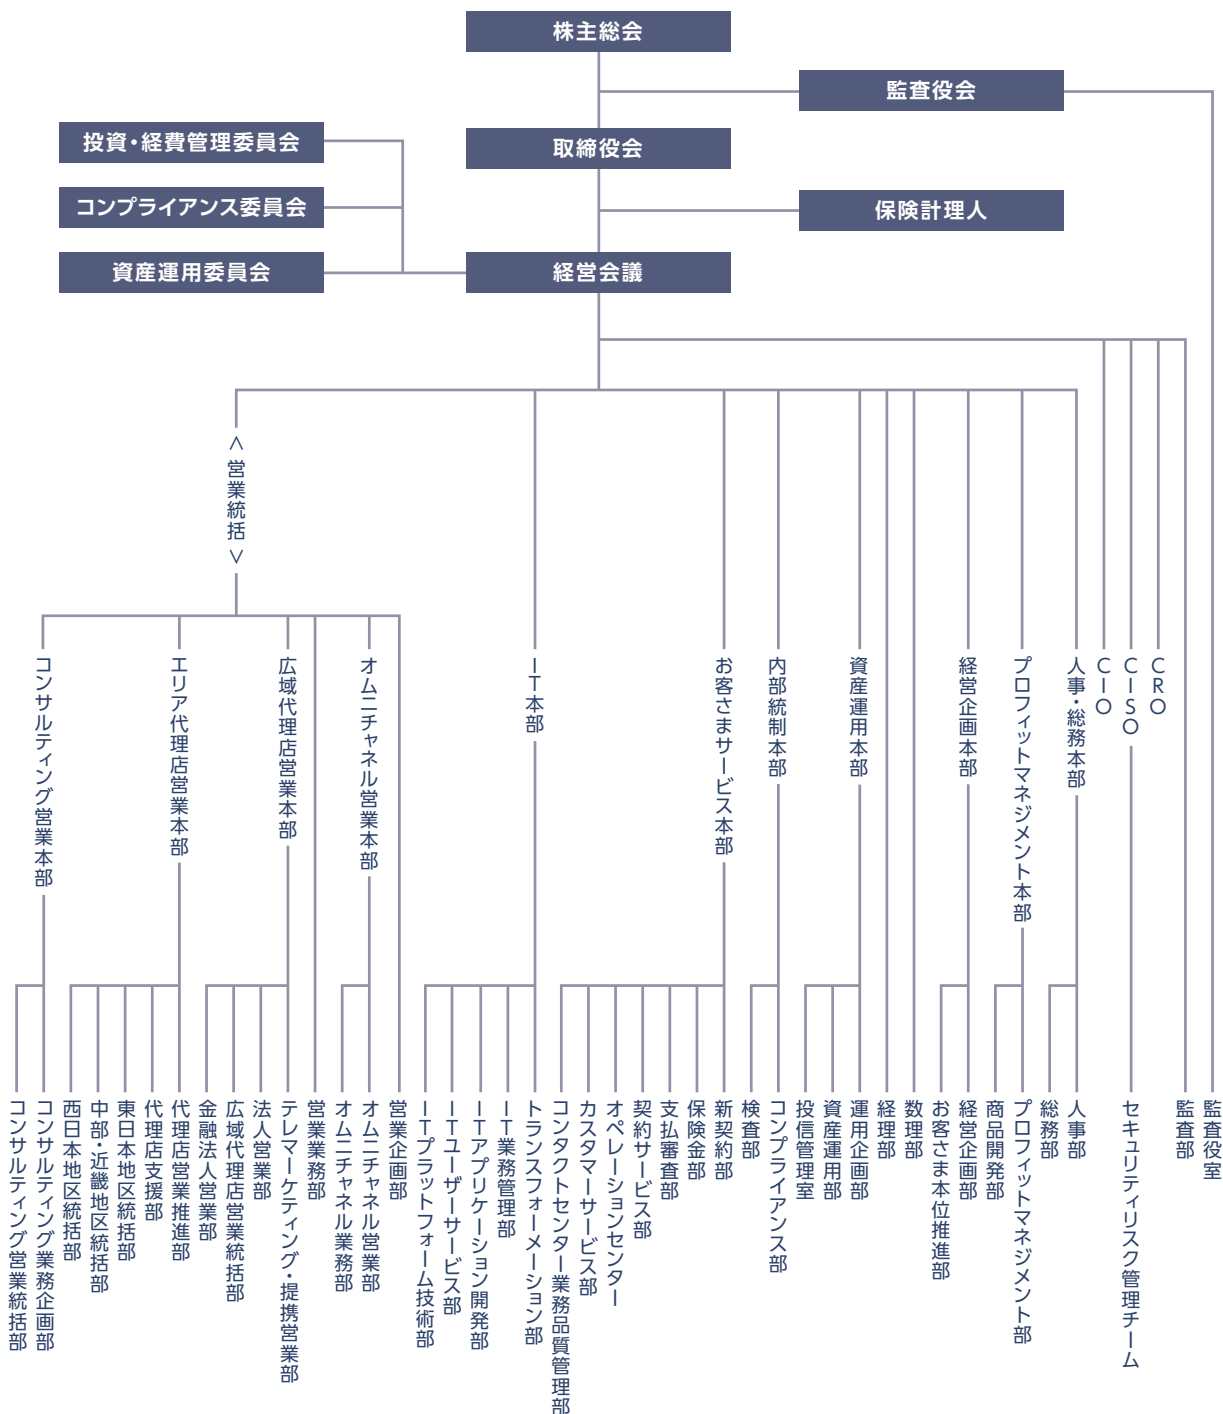 株主総会
監査役会
投資・経費管理委員会
取締役会
コンプライアンス委員会
保険計理人
資産運用委員会
経営会議
＜営業統括＞
CRO
CISO
CIO
人事・総務本部
プロフィットマネジメント本部
経営企画本部
資産運用本部
内部統制本部
お客さまサービス本部
IT本部
オムニチャネル営業本部
広域代理店営業本部
エリア代理店営業本部
コンサルティング営業本部
監査役室
監査部
セキュリティリスク管理チーム
人事部
総務部
プロフィットマネジメント部
商品開発部
経営企画部
お客さま本位推進部
数理部
経理部
運用企画部
資産運用部
投信管理室
コンプライアンス部
検査部
新契約部
保険金部
支払審査部
契約サービス部
オペレーションセンター
カスタマーサービス部
コンタクトセンター業務品質管理部
トランスフォーメーション部
IT業務管理部
ITアプリケーション開発部
ITユーザーサービス部
ITプラットフォーム技術部
営業企画部
オムニチャネル営業部
オムニチャネル業務部
営業業務部
テレマーケティング・提携営業部
法人営業部
広域代理店営業統括部
金融法人営業部
代理店営業推進部
代理店支援部
東日本地区統括部
中部・近畿地区統括部
西日本地区統括部
コンサルティング業務企画部
コンサルティング営業統括部